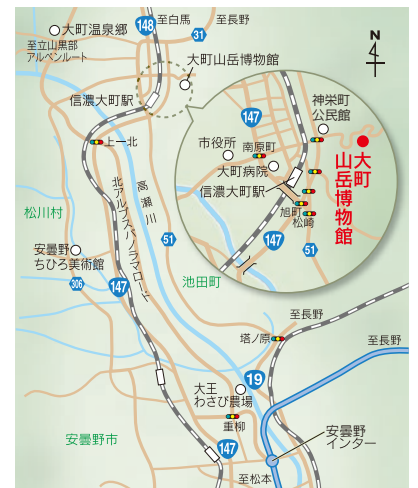 大町温泉郷
至立山黒部
アルペンルート
148
至白馬
至長野
31
N
大町山岳博物館
信濃大町駅
上一北
147
神栄町
公民館
市役所
南原町
大町病院
信濃大町駅
旭町
松崎
147
51
大町
山岳博物館
高瀬川
北アルプスパノラマロード
松川村
安曇野
ちひろ美術館
306
147
51
池田町
至長野
塔ノ原
至長野
19
大王
わさび農場
重柳
147
安曇野市
安曇野
インター
至松本